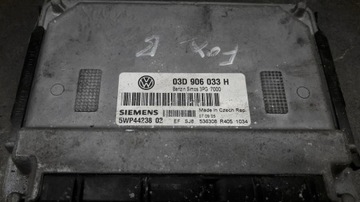 Fox B
03D 906 033 H
Benzin Simos 3PG 7000
Made in Czech Rep.
SIEMENS
5WP44238 02 EF SJ8 536308 R405 1034